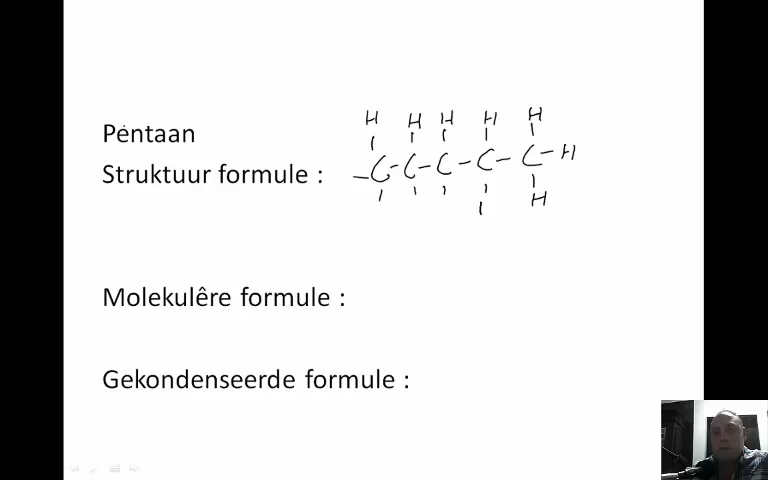 Pentaan
H H H H H
Struktuur formule : – C – C – C – C – C – H
H
Molekulêre formule :
Gekondenseerde formule :